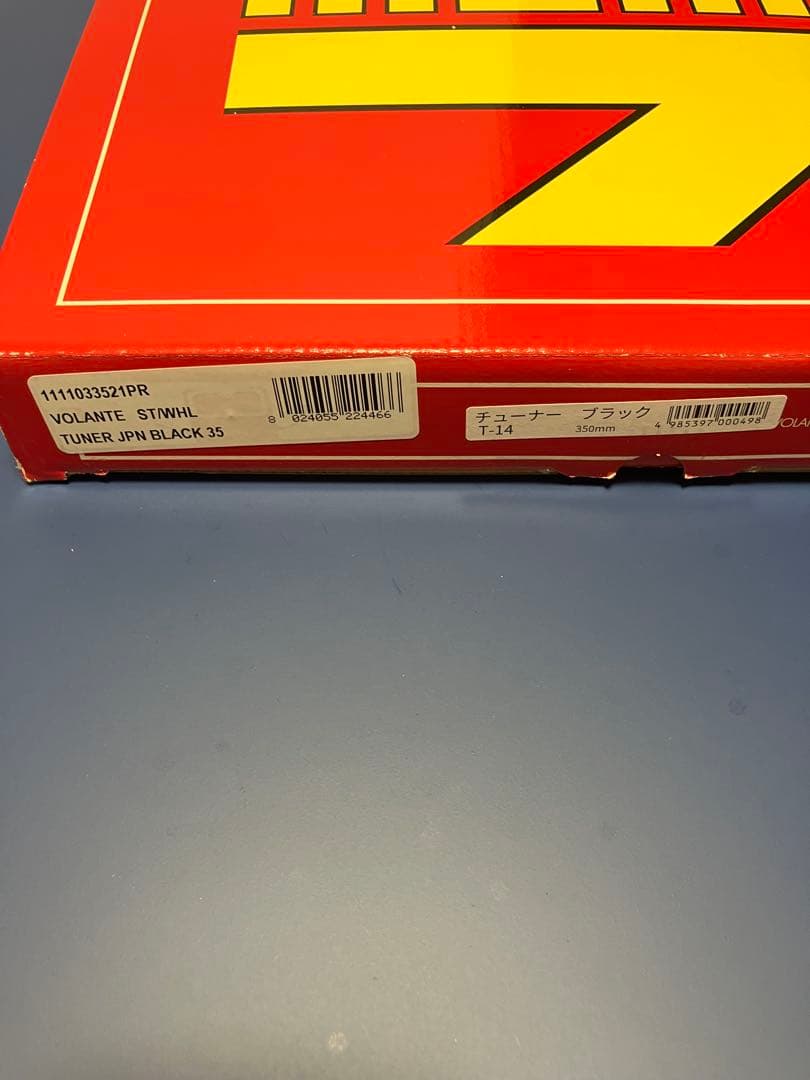 1111033521PR
VOLANTE ST/WHL
TUNER JPN BLACK 35
8 024055 224466
チューナー ブラック
T-14 350mm
4 985397 000498